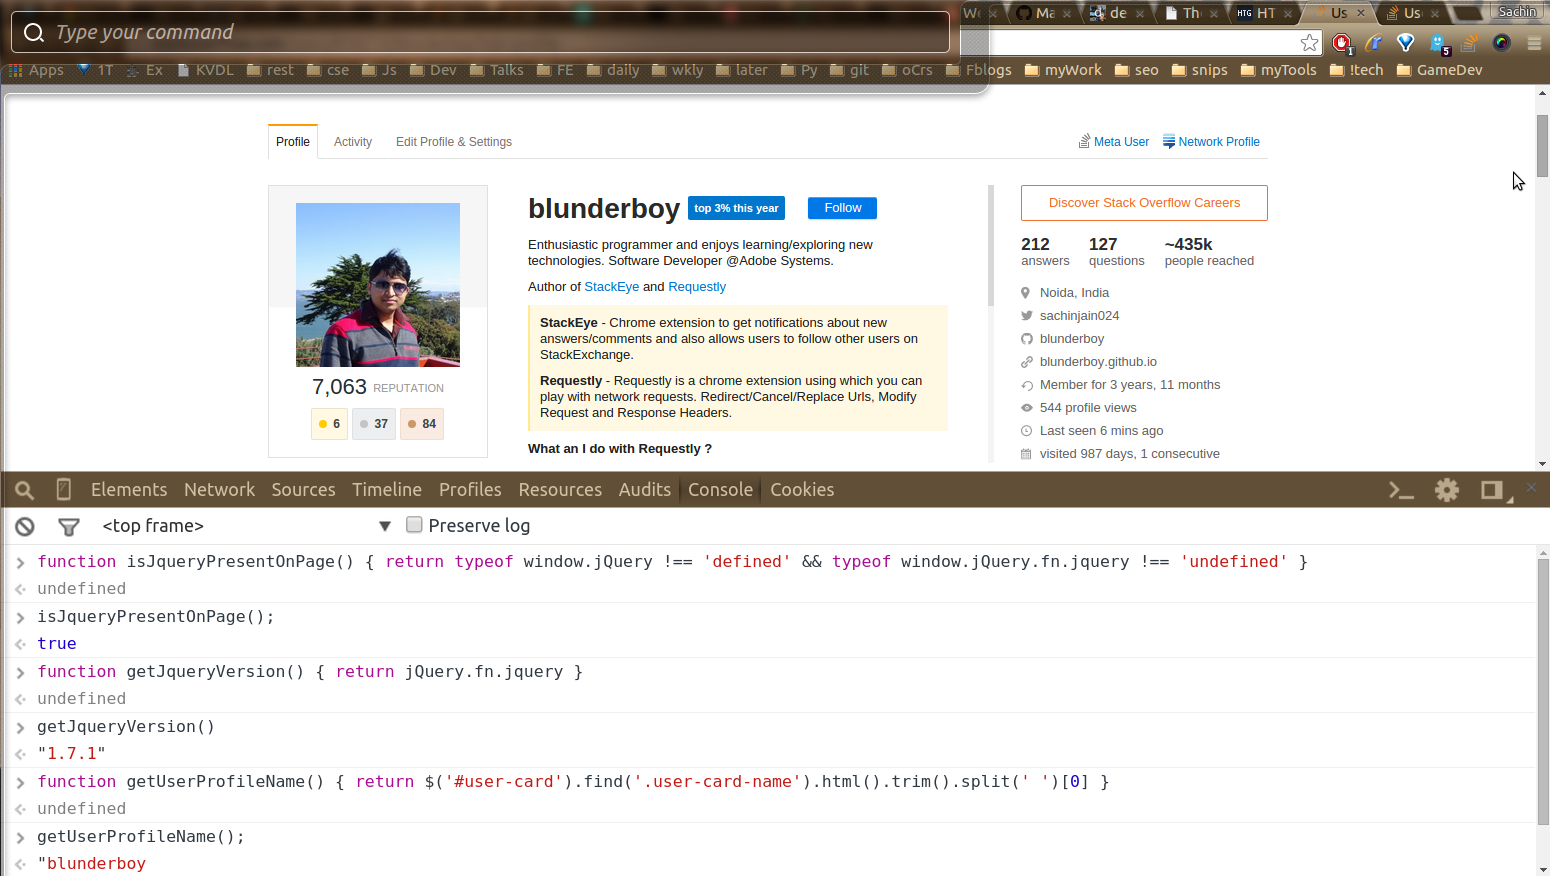 Type your command
We
Ma
de
Th
HTG HT
Us
Us
Sachin
1
5
Apps
1T
Ex
KVDL
rest
cse
Js
Dev
Talks
FE
daily
wkly
later
Py
git
oCrs
Fblogs
myWork
seo
snips
myTools
!tech
GameDev
Profile
Activity
Edit Profile & Settings
Meta User
Network Profile
blunderboy
top 3% this year
Follow
Enthusiastic programmer and enjoys learning/exploring new
technologies. Software Developer @Adobe Systems.
Author of StackEye and Requestly
StackEye - Chrome extension to get notifications about new
answers/comments and also allows users to follow other users on
StackExchange.
Requestly - Requestly is a chrome extension using which you can
play with network requests. Redirect/Cancel/Replace Urls, Modify
Request and Response Headers.
What an I do with Requestly ?
7,063 REPUTATION
6
37
84
Discover Stack Overflow Careers
212 127 ~435k
answers questions people reached
Noida, India
sachinjain024
blunderboy
blunderboy.github.io
Member for 3 years, 11 months
544 profile views
Last seen 6 mins ago
visited 987 days, 1 consecutive
Elements Network Sources Timeline Profiles Resources Audits Console Cookies
<top frame>
Preserve log
function isJqueryPresentOnPage() { return typeof window.jQuery !== 'defined' && typeof window.jQuery.fn.jquery !== 'undefined' }
undefined
isJqueryPresentOnPage();
true
function getJqueryVersion() { return jQuery.fn.jquery }
undefined
getJqueryVersion()
"1.7.1"
function getUserProfileName() { return $('#user-card').find('.user-card-name').html().trim().split(' ')[0] }
undefined
getUserProfileName();
"blunderboy